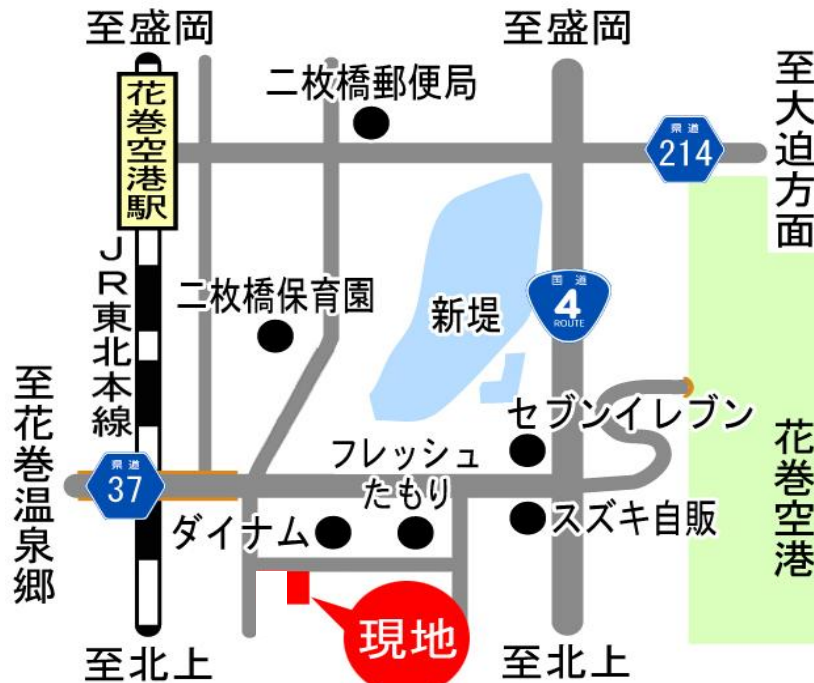 至盛岡
至盛岡
二枚橋郵便局
花巻空港駅
県道
214
至大迫方面
JR東北本線
二枚橋保育園
新堤
国道
4
ROUTE
至花巻温泉郷
県道
37
フレッシュ
たもり
セブンイレブン
ダイナム
スズキ自販
花巻空港
現地
至北上
至北上